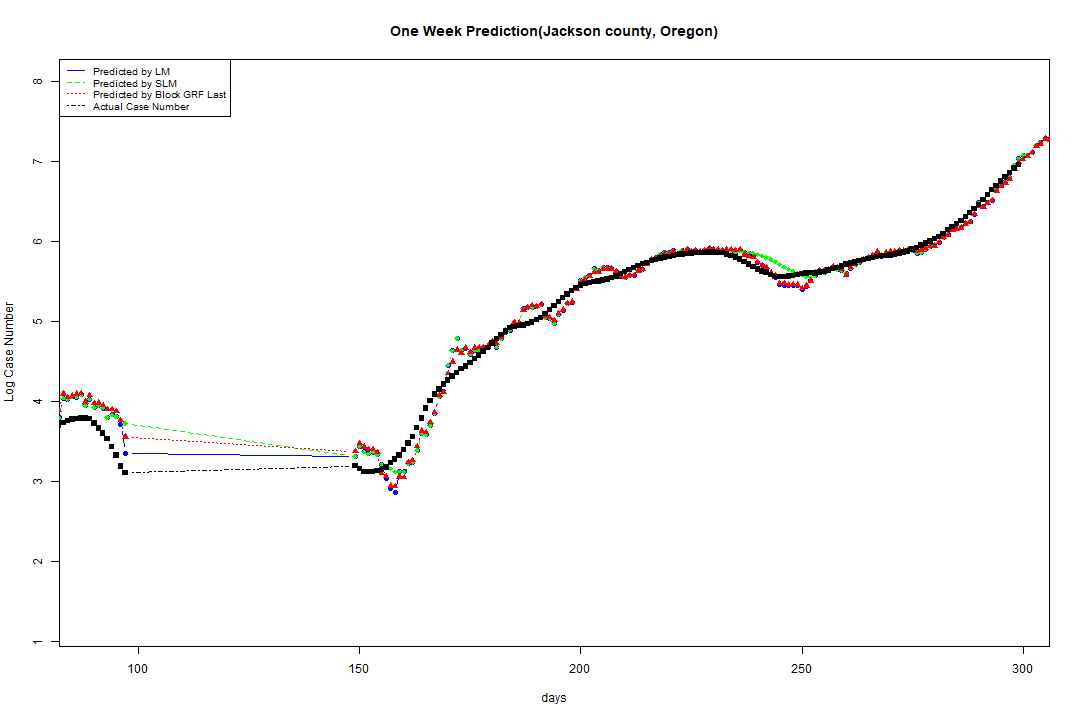 One Week Prediction(Jackson county, Oregon)
Predicted by LM
Predicted by SLM
Predicted by Block GRF Last
Actual Case Number
Log Case Number
8
7
6
5
4
3
2
1
100 150 200 250 300
days